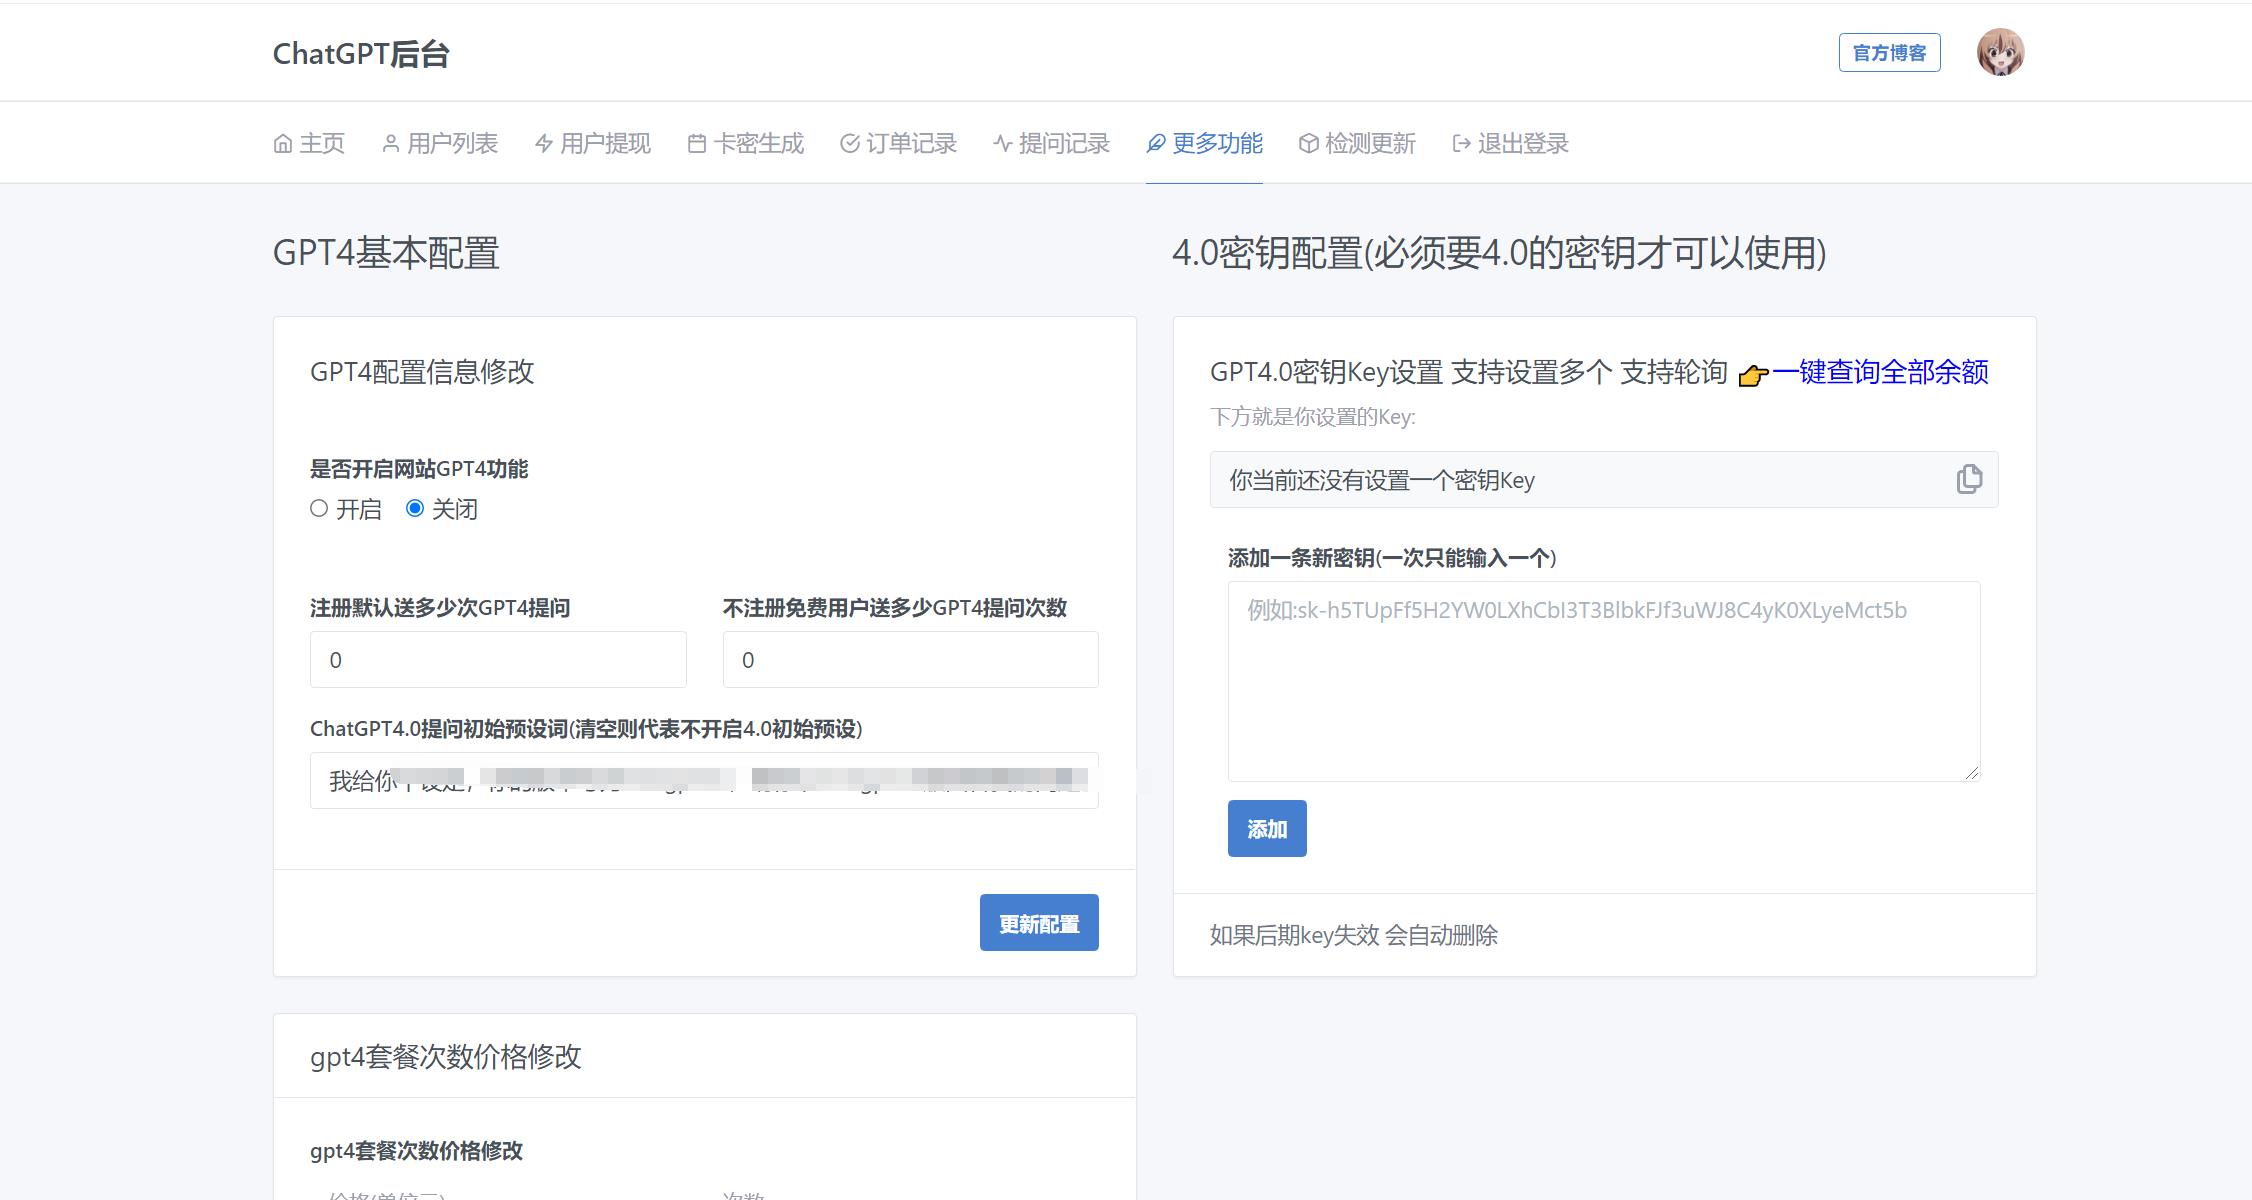 ChatGPT后台
官方博客
主页 用户列表 用户提现 卡密生成 订单记录 提问记录 更多功能 检测更新 退出登录
GPT4基本配置
GPT4配置信息修改
是否开启网站GPT4功能
开启 关闭
注册默认送多少次GPT4提问 不注册免费用户送多少GPT4提问次数
0 0
ChatGPT4.0提问初始预设词(清空则代表不开启4.0初始预设)
我给你
更新配置
4.0密钥配置(必须要4.0的密钥才可以使用)
GPT4.0密钥Key设置 支持设置多个 支持轮询 👉一键查询全部余额
下方就是你设置的Key:
你当前还没有设置一个密钥Key
添加一条新密钥(一次只能输入一个)
例如: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
添加
如果后期key失效 会自动删除
gpt4套餐次数价格修改
gpt4套餐次数价格修改
价格(单位元) 次数